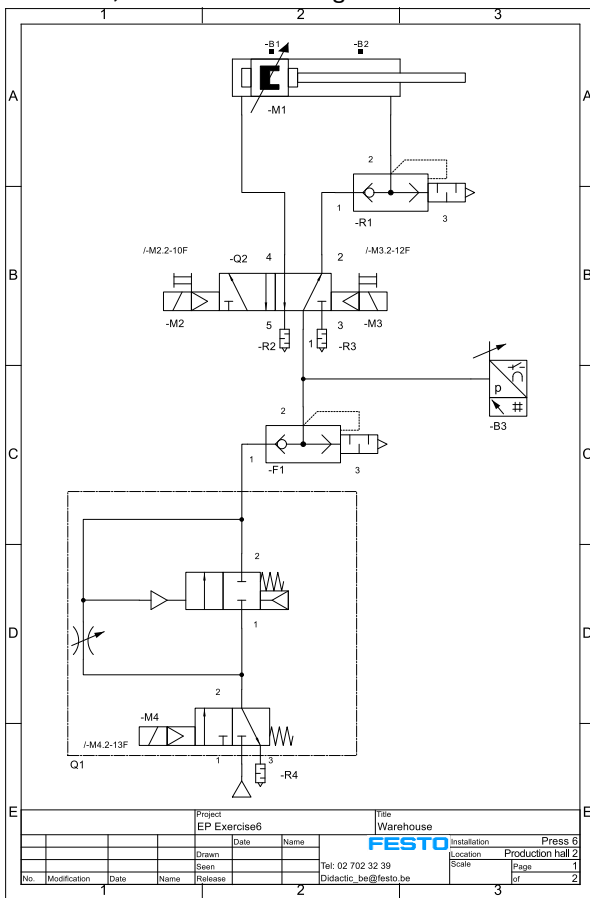 1 2 3
-B1 -B2
A A
-M1
2
1
-R1 3
/-M2.2-10F -Q2 4 2 /-M3.2-12F
B B
-M2 5 3 -M3
-R2 1 -R3
p #
-B3
2
C C
1 -F1 3
2
D 1 D
2
-M4
/-M4.2-13F
1 3
Q1 -R4
E E
Project Title
EP Exercise6 Warehouse
Date Name FESTO Installation Press 6
Drawn Location Production hall 2
Seen Tel: 02 702 32 39 Scale Page 1
No. Modification Date Name Release Didactic_be@festo.be of 2
1 2 3